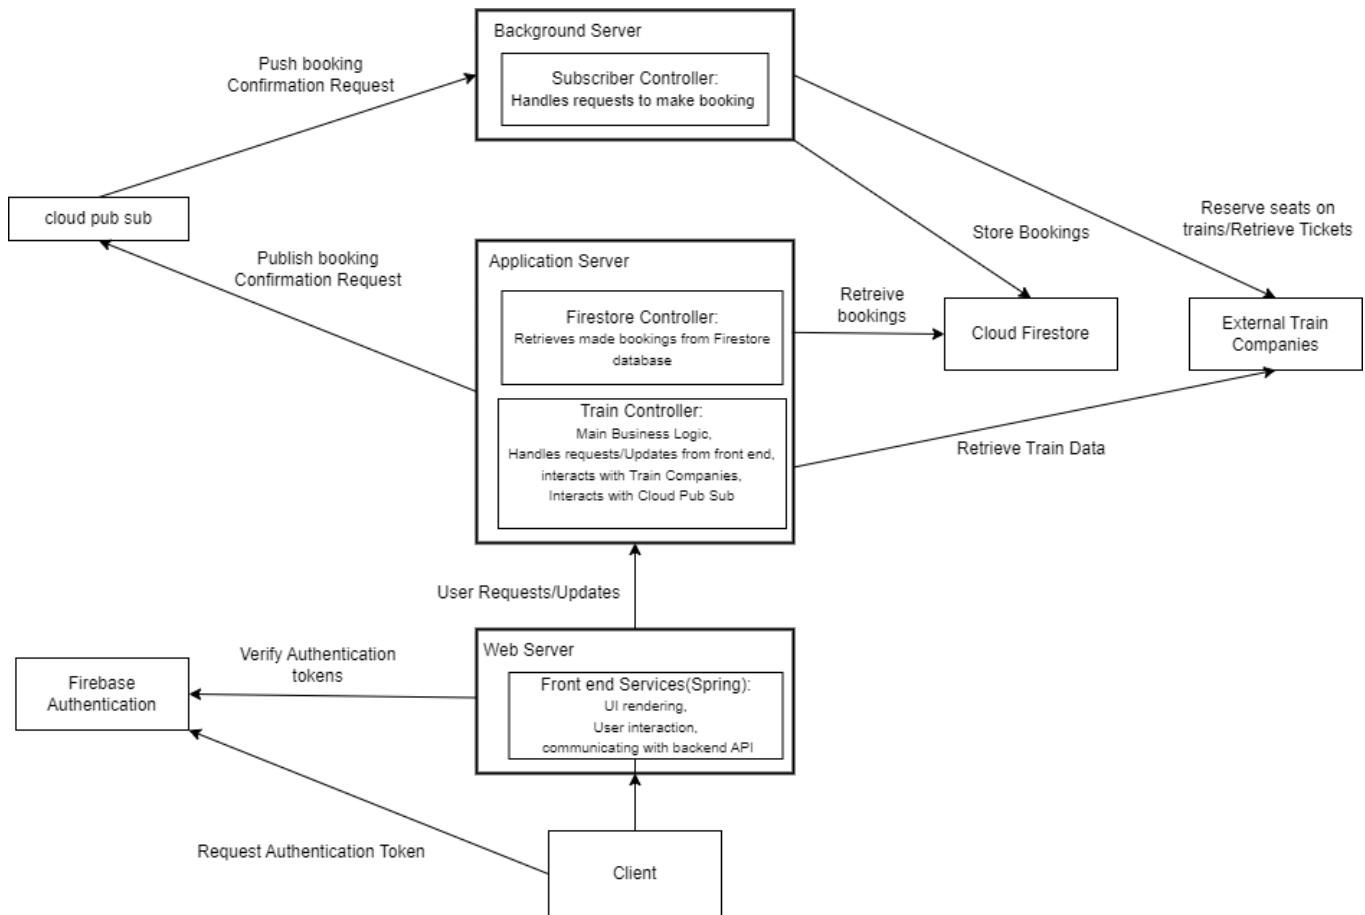 Background Server
Subscriber Controller:
Handles requests to make booking
Push booking
Confirmation Request
cloud pub sub
Publish booking
Confirmation Request
Reserve seats on
trains/Retrieve Tickets
Store Bookings
Application Server
Firestore Controller:
Retrieves made bookings from Firestore
database
Retreive
bookings
Cloud Firestore
External Train
Companies
Train Controller:
Main Business Logic,
Handles requests/Updates from front end,
interacts with Train Companies,
Interacts with Cloud Pub Sub
Retrieve Train Data
User Requests/Updates
Web Server
Front end Services(Spring):
UI rendering,
User interaction,
communicating with backend API
Verify Authentication
tokens
Firebase
Authentication
Request Authentication Token
Client